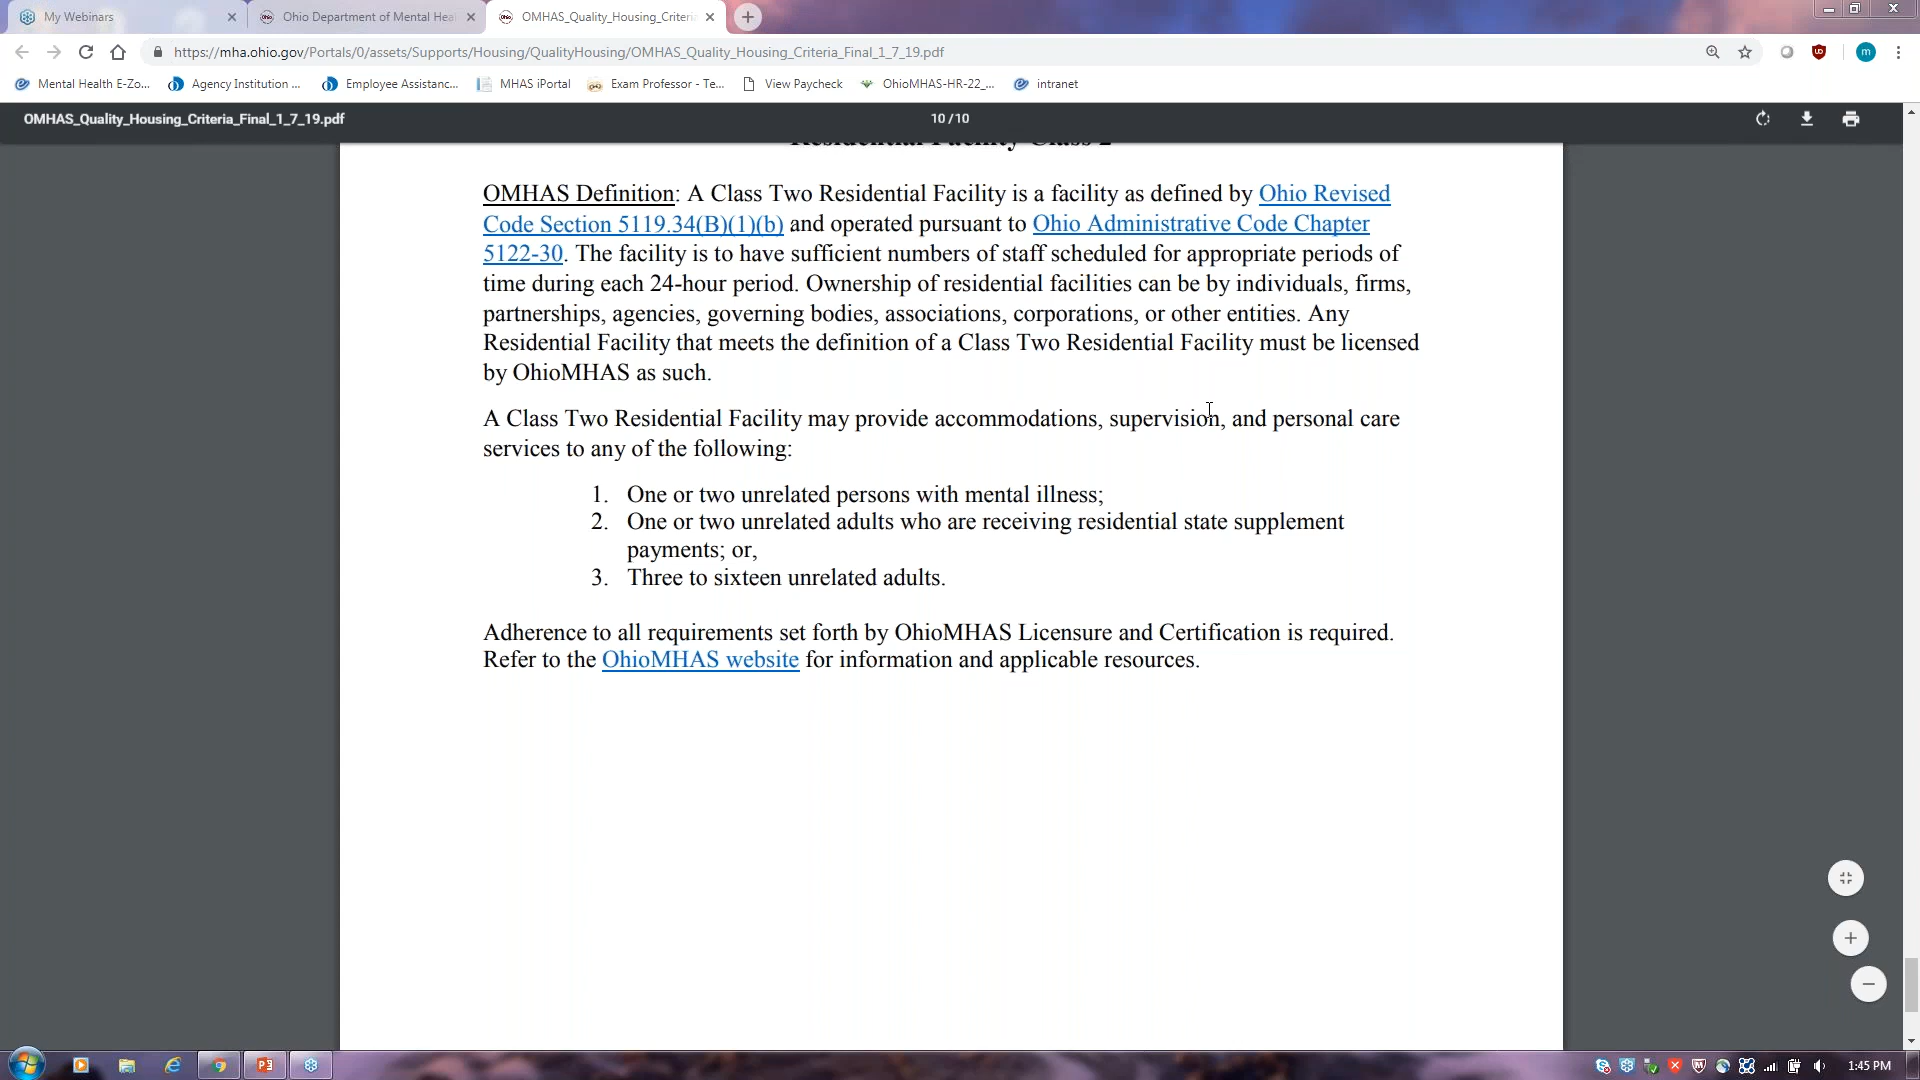 My Webinars
Ohio Department of Mental Hea
OMHAS_Quality_Housing_Criteria
https://mha.ohio.gov/Portals/0/assets/Supports/Housing/QualityHousing/OMHAS_Quality_Housing_Criteria_Final_1_7_19.pdf
m
Mental Health E-Zo...
Agency Institution ...
Employee Assistanc...
MHAS iPortal
Exam Professor - Te...
View Paycheck
OhioMHAS-HR-22_...
intranet
OMHAS_Quality_Housing_Criteria_Final_1_7_19.pdf
10 / 10
Residential Facility Class 2
OMHAS Definition: A Class Two Residential Facility is a facility as defined by Ohio Revised
Code Section 5119.34(B)(1)(b) and operated pursuant to Ohio Administrative Code Chapter
5122-30. The facility is to have sufficient numbers of staff scheduled for appropriate periods of
time during each 24-hour period. Ownership of residential facilities can be by individuals, firms,
partnerships, agencies, governing bodies, associations, corporations, or other entities. Any
Residential Facility that meets the definition of a Class Two Residential Facility must be licensed
by OhioMHAS as such.
A Class Two Residential Facility may provide accommodations, supervision, and personal care
services to any of the following:
1. One or two unrelated persons with mental illness;
2. One or two unrelated adults who are receiving residential state supplement
payments; or,
3. Three to sixteen unrelated adults.
Adherence to all requirements set forth by OhioMHAS Licensure and Certification is required.
Refer to the OhioMHAS website for information and applicable resources.
1:45 PM